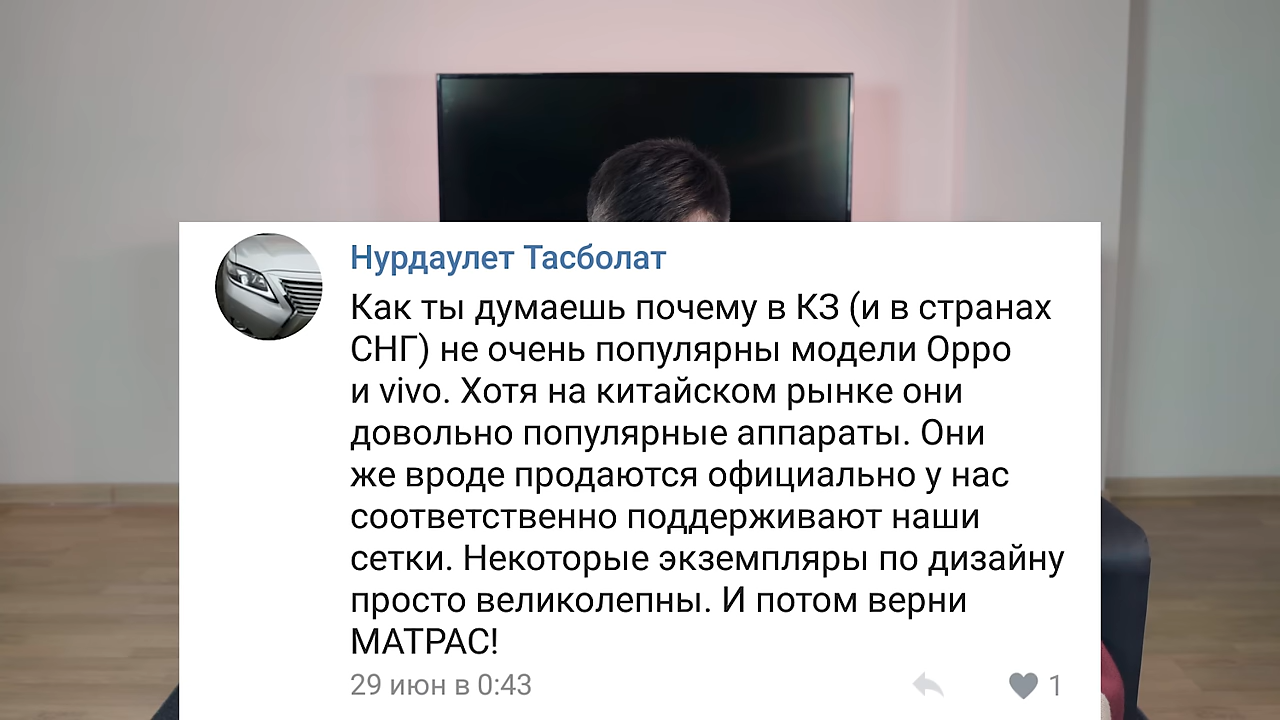 Нурдаулет Тасболат
Как ты думаешь почему в КЗ (и в странах
СНГ) не очень популярны модели Орро
и vivo. Хотя на китайском рынке они
довольно популярные аппараты. Они
же вроде продаются официально у нас
соответственно поддерживают наши
сетки. Некоторые экземпляры по дизайну
просто великолепны. И потом верни
МАТРАС!
29 июн в 0:43
1